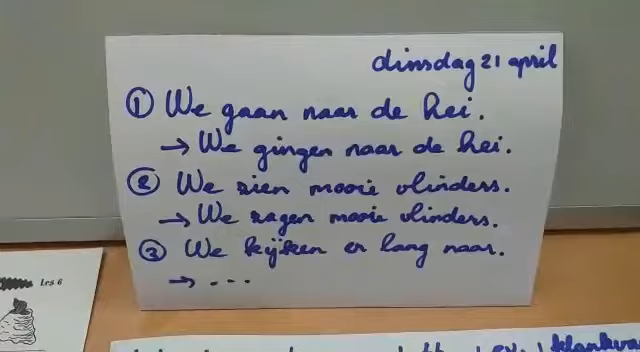 dinsdag 21 april
① We gaan naar de hei.
→ We gingen naar de hei.
② We zien mooie vlinders.
→ We zagen mooie vlinders.
③ We kijken er lang naar.
→ ...
Les 6